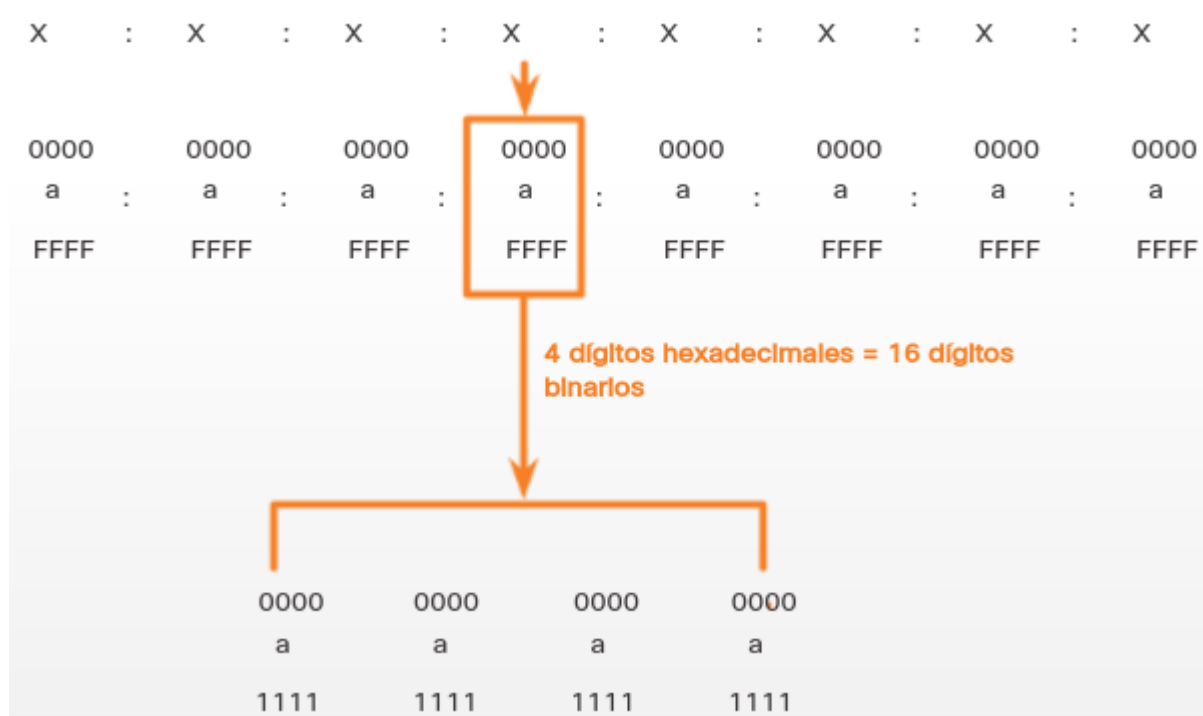 X : X : X : X : X : X : X : X
0000 0000 0000 0000 0000 0000 0000 0000
a : a : a : a : a : a : a : a
FFFF FFFF FFFF FFFF FFFF FFFF FFFF FFFF
4 dígitos hexadecimales = 16 dígitos
binarios
0000 0000 0000 0000
a a a a
1111 1111 1111 1111